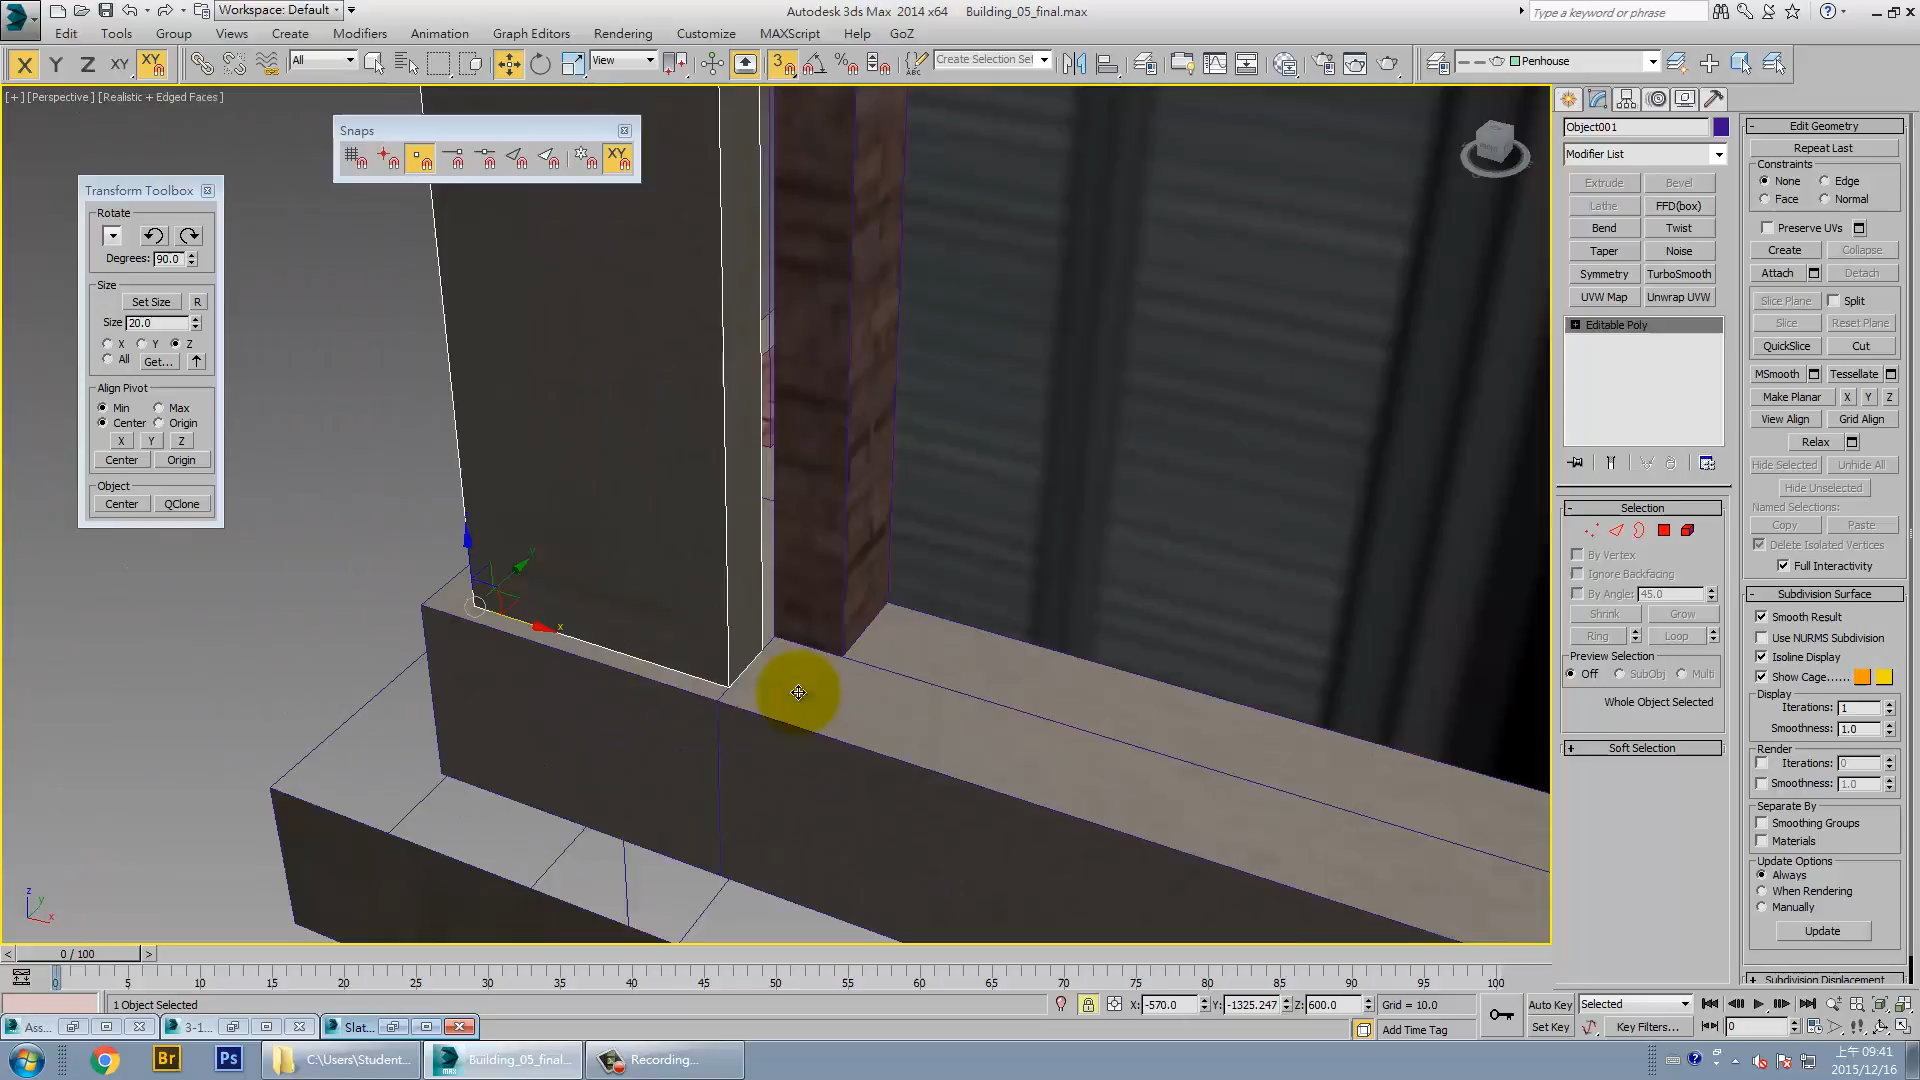 Workspace: Default
Autodesk 3ds Max 2014 x64 Building_05_final.max
Type a keyword or phrase
Edit Tools Group Views Create Modifiers Animation Graph Editors Rendering Customize MAXScript Help GoZ
X Y Z XY XY
All
View
3
Create Selection Set
Penhouse
[+] [Perspective] [Realistic + Edged Faces]
Snaps
XY
Transform Toolbox
Rotate
Degrees: 90.0
Size
Set Size R
Size 20.0
X Y Z
All Get...
Align Pivot
Min Max
Center Origin
X Y Z
Center Origin
Object
Center QClone
Object001
Modifier List
Extrude Bevel
Lathe FFD(box)
Bend Twist
Taper Noise
Symmetry TurboSmooth
UVW Map Unwrap UVW
Editable Poly
Selection
By Vertex
Ignore Backfacing
By Angle: 45.0
Shrink Grow
Ring Loop
Preview Selection
Off SubObj Multi
Whole Object Selected
Soft Selection
Edit Geometry
Repeat Last
Constraints
None Edge
Face Normal
Preserve UVs
Create Collapse
Attach Detach
Slice Plane Split
Slice Reset Plane
QuickSlice Cut
MSmooth Tessellate
Make Planar X Y Z
View Align Grid Align
Relax
Hide Selected Unhide All
Hide Unselected
Named Selections:
Copy Paste
Delete Isolated Vertices
Full Interactivity
Subdivision Surface
Smooth Result
Use NURMS Subdivision
Isoline Display
Show Cage......
Display
Iterations: 1
Smoothness: 1.0
Render
Iterations: 0
Smoothness: 1.0
Separate By
Smoothing Groups
Materials
Update Options
Always
When Rendering
Manually
Update
Subdivision Displacement
x
y
z
x
0 / 100
0 5 10 15 20 25 30 35 40 45 50 55 60 65 70 75 80 85 90 95 100
1 Object Selected
X: -570.0 Y: -1325.247 Z: 600.0 Grid = 10.0
Add Time Tag
Auto Key Selected
Set Key Key Filters...
0
Ass... 3-1... Slat...
Br Ps C:\Users\Student... Building_05_final... Recording...
上午 09:41
2015/12/16